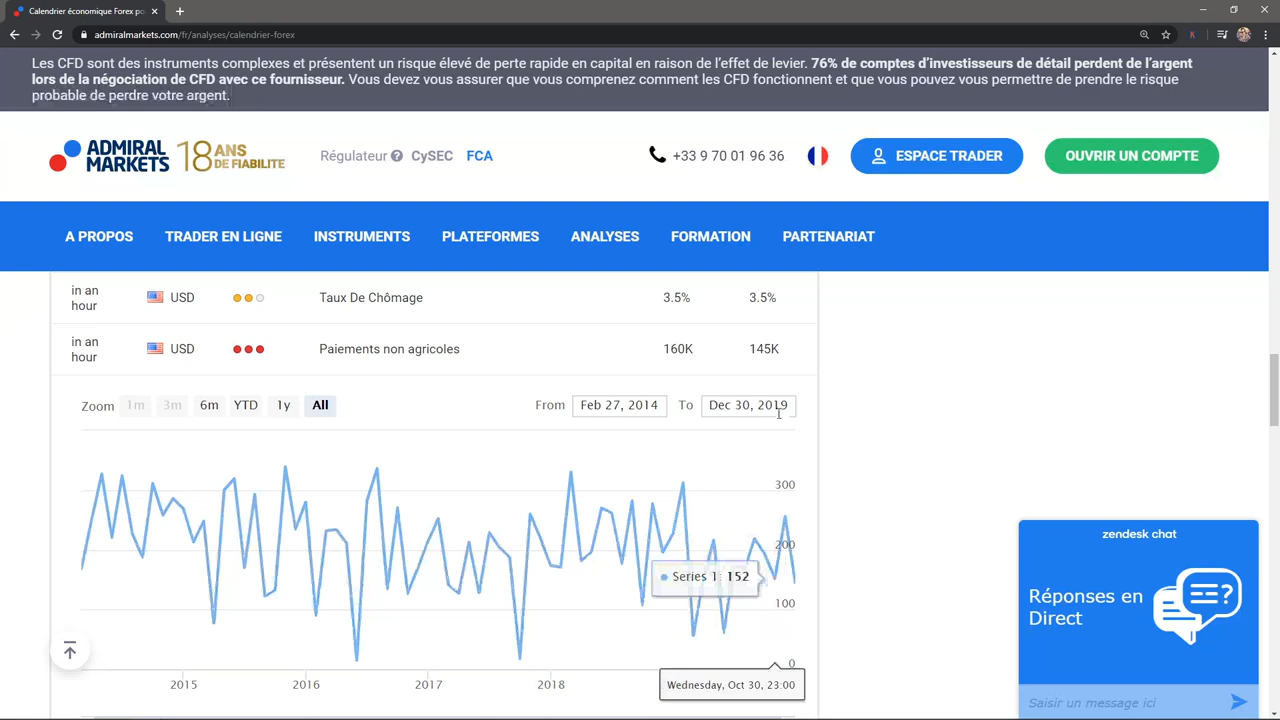 Calendrier économique Forex po
admiralmarkets.com/fr/analyses/calendrier-forex
K
Les CFD sont des instruments complexes et présentent un risque élevé de perte rapide en capital en raison de l'effet de levier. 76% de comptes d'investisseurs de détail perdent de l'argent
lors de la négociation de CFD avec ce fournisseur. Vous devez vous assurer que vous comprenez comment les CFD fonctionnent et que vous pouvez vous permettre de prendre le risque
probable de perdre votre argent.
ADMIRAL MARKETS 18 ANS DE FIABILITE Régulateur ? CySEC FCA +33 9 70 01 96 36 ESPACE TRADER OUVRIR UN COMPTE
A PROPOS TRADER EN LIGNE INSTRUMENTS PLATEFORMES ANALYSES FORMATION PARTENARIAT
in an
hour USD Taux De Chômage 3.5% 3.5%
in an
hour USD Paiements non agricoles 160K 145K
Zoom 1m 3m 6m YTD 1y All From Feb 27, 2014 To Dec 30, 2019
300
200
100
0
Series 1: 152
2015 2016 2017 2018
Wednesday, Oct 30, 23:00
zendesk chat
Réponses en
Direct
Saisir un message ici